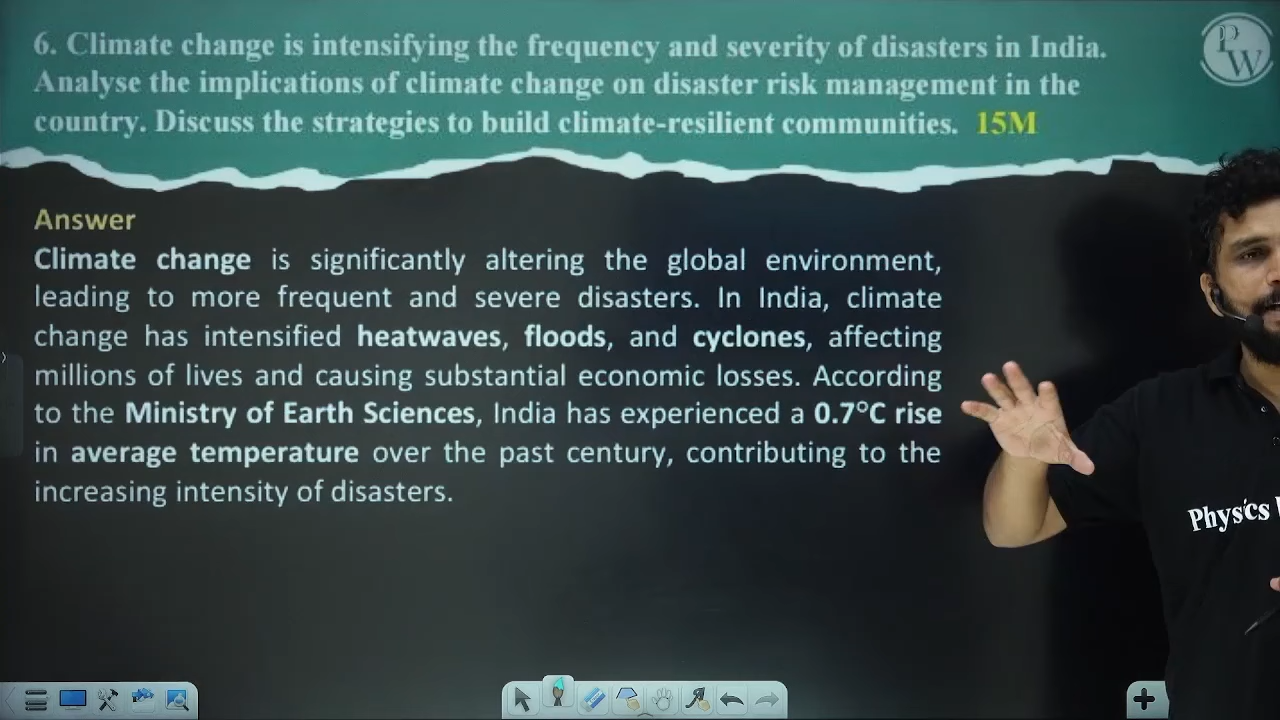 6. Climate change is intensifying the frequency and severity of disasters in India.
Analyse the implications of climate change on disaster risk management in the
country. Discuss the strategies to build climate-resilient communities. 15M
PW
Answer
Climate change is significantly altering the global environment,
leading to more frequent and severe disasters. In India, climate
change has intensified heatwaves, floods, and cyclones, affecting
millions of lives and causing substantial economic losses. According
to the Ministry of Earth Sciences, India has experienced a 0.7°C rise
in average temperature over the past century, contributing to the
increasing intensity of disasters.
Physics